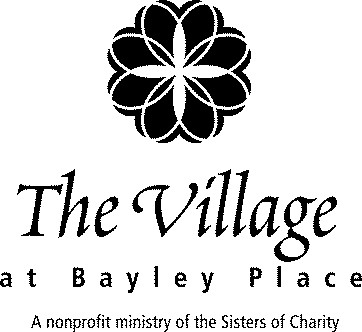 The Village
at Bayley Place
A nonprofit ministry of the Sisters of Charity